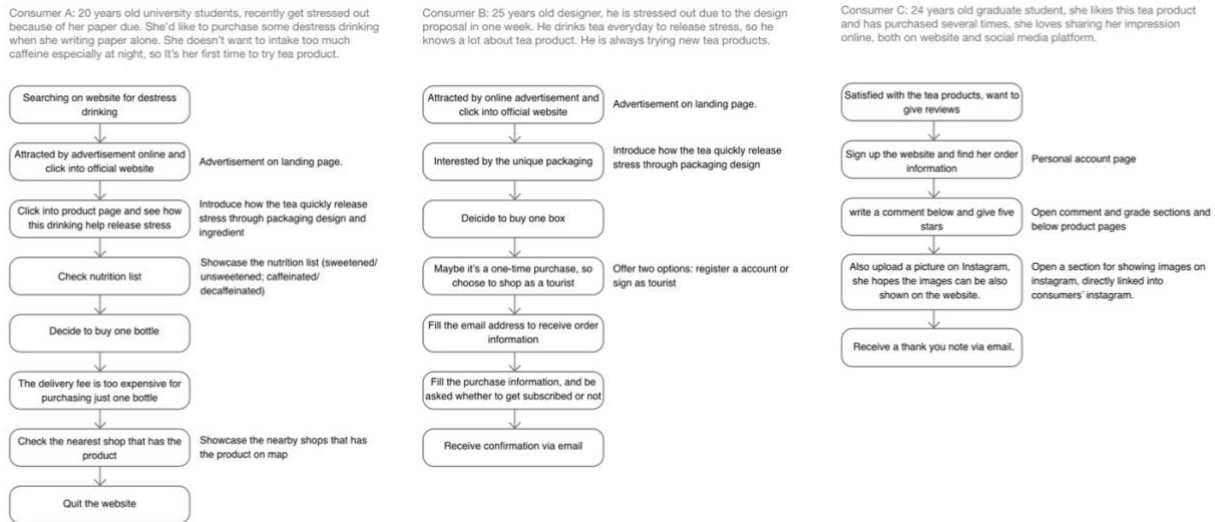 Consumer A: 20 years old university students, recently get stressed out
because of her paper due. She'd like to purchase some destress drinking
when she writing paper alone. She doesn't want to intake too much
caffeine especially at night, so It's her first time to try tea product.
Searching on website for destress
drinking
Attracted by advertisement online and
click into official website
Advertisement on landing page.
Click into product page and see how
this drinking help release stress
Introduce how the tea quickly release
stress through packaging design and
ingredient
Check nutrition list
Showcase the nutrition list (sweetened/
unsweetened; caffeinated/
decaffeinated)
Decide to buy one bottle
The delivery fee is too expensive for
purchasing just one bottle
Check the nearest shop that has the
product
Showcase the nearby shops that has
the product on map
Quit the website
Consumer B: 25 years old designer, he is stressed out due to the design
proposal in one week. He drinks tea everyday to release stress, so he
knows a lot about tea product. He is always trying new tea products.
Attracted by online advertisement and
click into official website
Advertisement on landing page.
Interested by the unique packaging
Introduce how the tea quickly release
stress through packaging design
Deicide to buy one box
Maybe it's a one-time purchase, so
choose to shop as a tourist
Offer two options: register a account or
sign as tourist
Fill the email address to receive order
information
Fill the purchase information, and be
asked whether to get subscribed or not
Receive confirmation via email
Consumer C: 24 years old graduate student, she likes this tea product
and has purchased several times, she loves sharing her impression
online, both on website and social media platform.
Satisfied with the tea products, want to
give reviews
Sign up the website and find her order
information
Personal account page
write a comment below and give five
stars
Open comment and grade sections and
below product pages
Also upload a picture on Instagram,
she hopes the images can be also
shown on the website.
Open a section for showing images on
instagram, directly linked into
consumers' instagram.
Receive a thank you note via email.